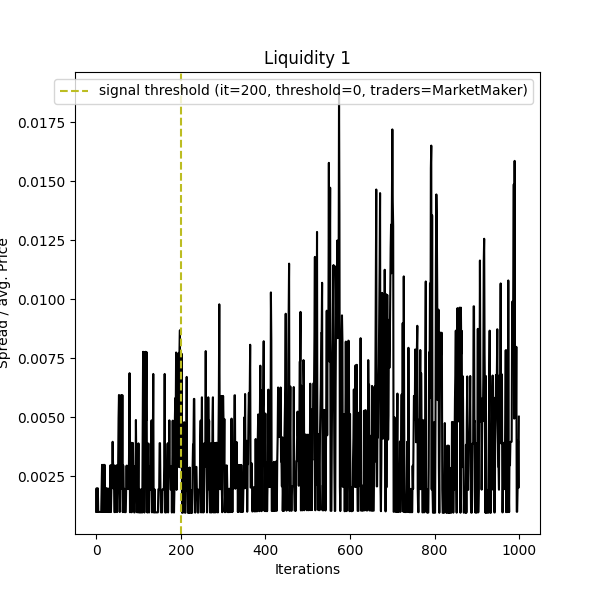 Liquidity 1
signal threshold (it=200, threshold=0, traders=MarketMaker)
0.0175
0.0150
0.0125
0.0100
0.0075
0.0050
0.0025
Spread / avg. Price
0 200 400 600 800 1000
Iterations